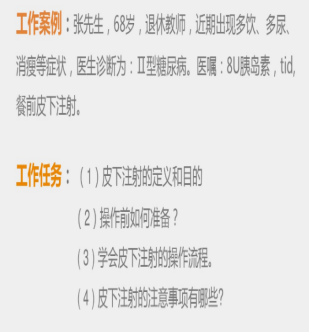 工作案例：张先生，68岁，退休教师，近期出现多饮、多尿、
消瘦等症状，医生诊断为：Ⅱ型糖尿病。医嘱：8U胰岛素，tid,
餐前皮下注射。
工作任务：（1）皮下注射的定义和目的
（2）操作前如何准备？
（3）学会皮下注射的操作流程。
（4）皮下注射的注意事项有哪些?